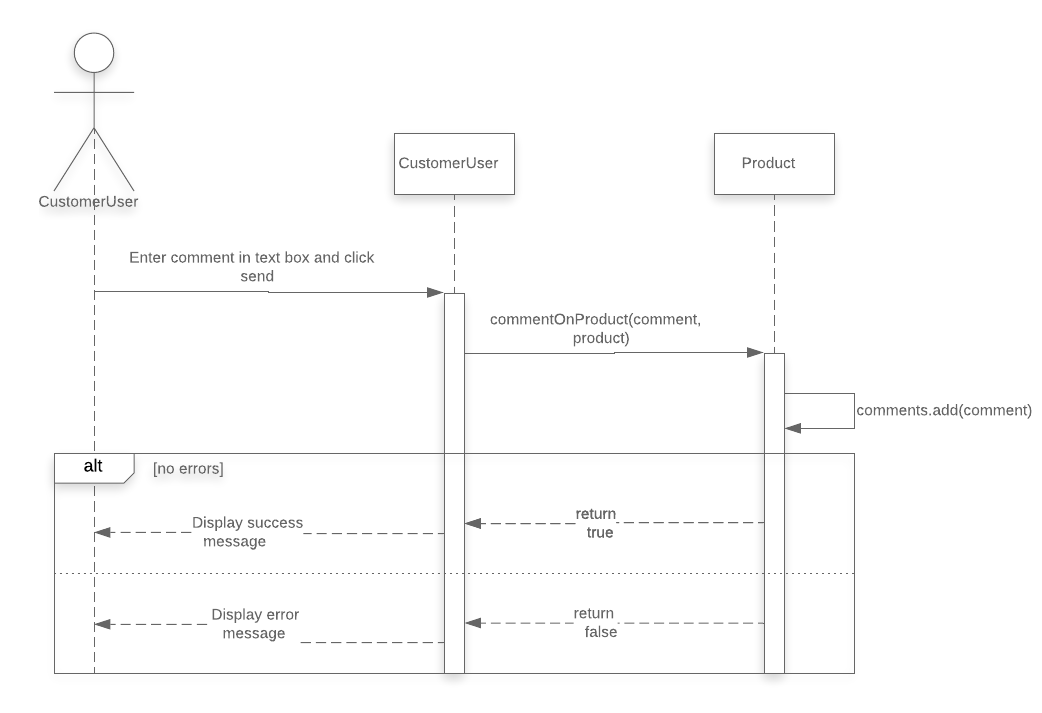 CustomerUser
Product
CustomerUser
Enter comment in text box and click
send
commentOnProduct(comment,
product)
comments.add(comment)
alt
[no errors]
return
true
Display success
message
return
false
Display error
message